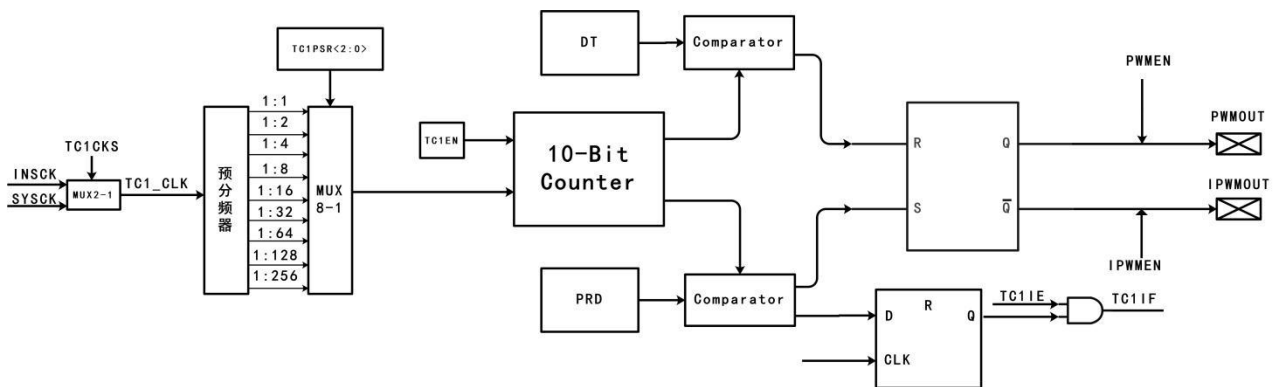 TC1PSR<2:0>
DT
Comparator
PWMEN
1:1
1:2
1:4
1:8
1:16
1:32
1:64
1:128
1:256
TC1CKS
INSCK
SYSCK
MUX2-1
TC1_CLK
预分频器
MUX
8-1
TC1EN
10-Bit
Counter
R
Q
S
Q̅
PWMOUT
IPWMOUT
IPWMEN
PRD
Comparator
D
R
Q
CLK
TC1IE
TC1IF